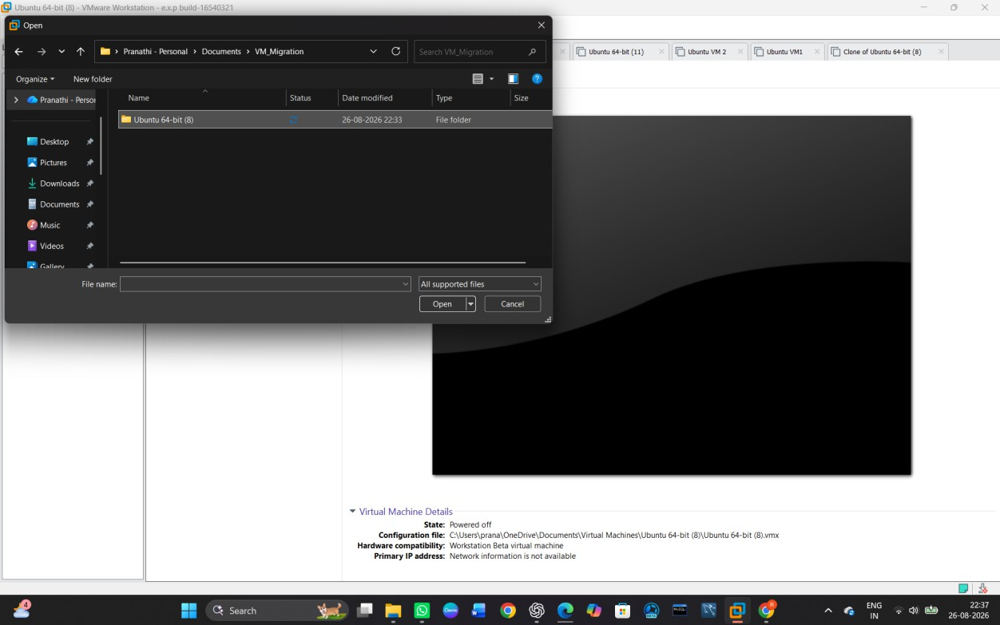 Ubuntu 64-bit (8) - VMware Workstation - e.x.p build-16540321
Open
Pranathi - Personal > Documents > VM_Migration
Search VM_Migration
Ubuntu 64-bit (11)
Ubuntu VM 2
Ubuntu VM1
Clone of Ubuntu 64-bit (8)
Organize
New folder
Pranathi - Person
Name
Status
Date modified
Type
Size
Ubuntu 64-bit (8)
26-08-2026 22:33
File folder
Desktop
Pictures
Downloads
Documents
Music
Videos
Gallery
File name:
All supported files
Open
Cancel
Virtual Machine Details
State: Powered off
Configuration file: C:\Users\prana\OneDrive\Documents\Virtual Machines\Ubuntu 64-bit (8)\Ubuntu 64-bit (8).vmx
Hardware compatibility: Workstation Beta virtual machine
Primary IP address: Network information is not available
4
Search
ENG
IN
22:37
26-08-2026